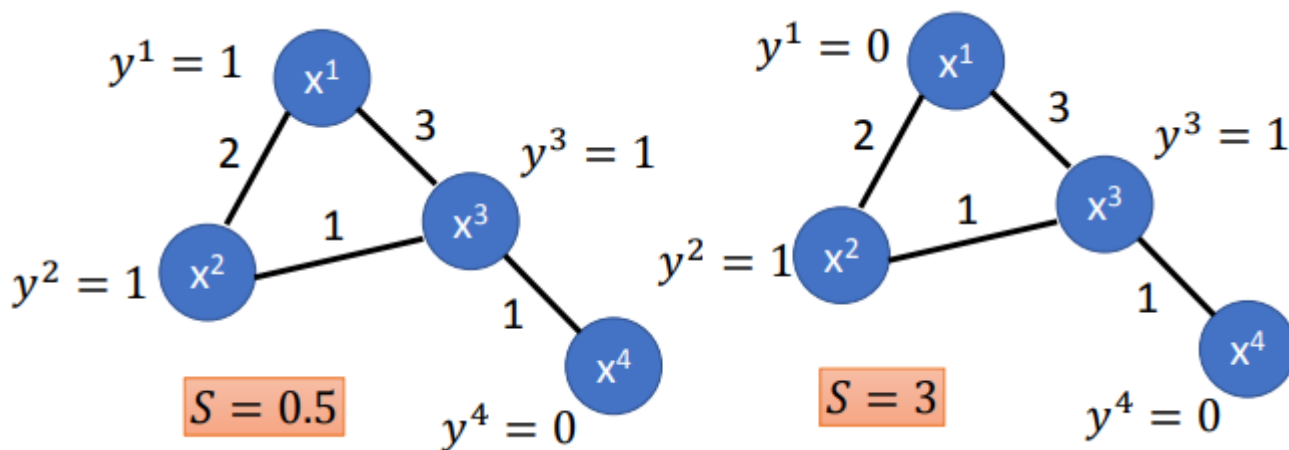 y¹ = 1
x¹
2
3
y³ = 1
x³
1
x²
y² = 1
1
x⁴
S = 0.5
y⁴ = 0
y¹ = 0
x¹
2
3
y³ = 1
x³
1
x²
y² = 1
1
x⁴
S = 3
y⁴ = 0